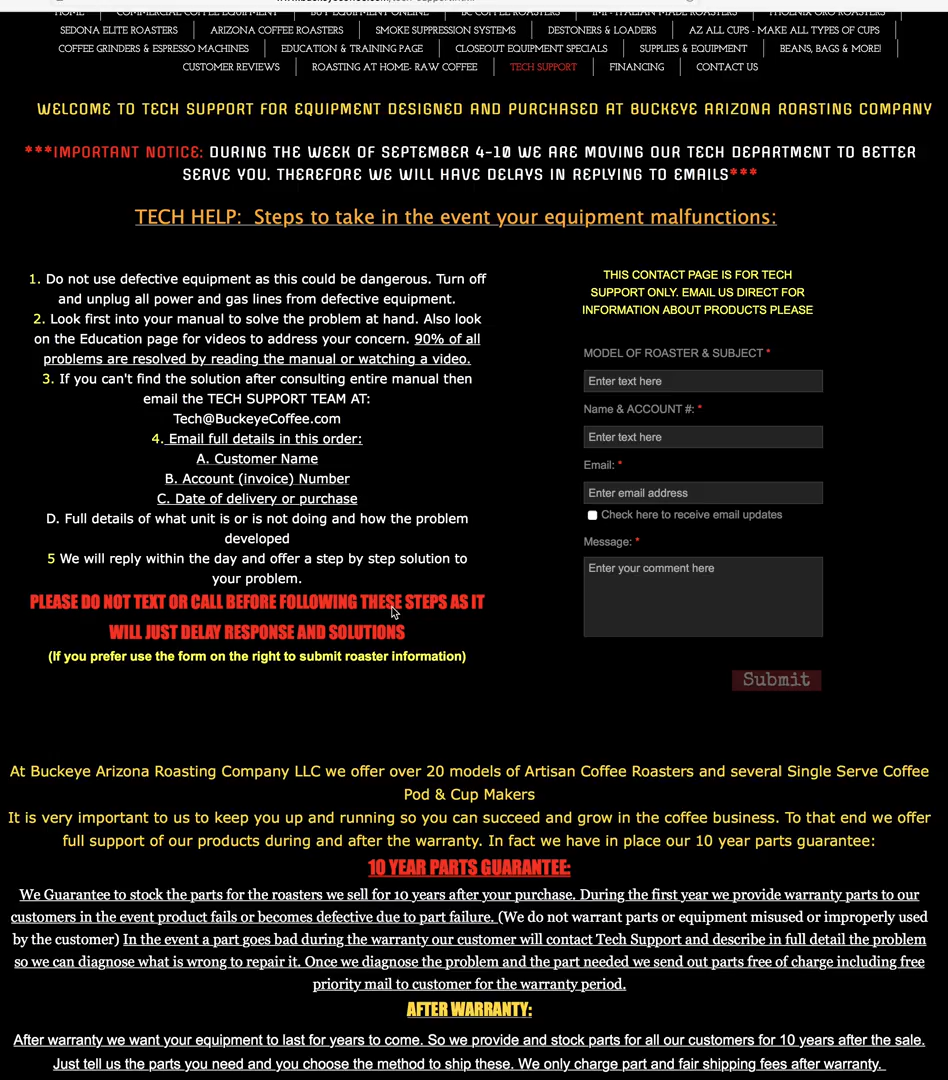 HOME COMMERCIAL COFFEE EQUIPMENT BUY EQUIPMENT ONLINE BC COFFEE ROASTERS IMF- ITALIAN MADE ROASTERS PHOENIX ORO ROASTERS
SEDONA ELITE ROASTERS ARIZONA COFFEE ROASTERS SMOKE SUPPRESSION SYSTEMS DESTONERS & LOADERS AZ ALL CUPS - MAKE ALL TYPES OF CUPS
COFFEE GRINDERS & ESPRESSO MACHINES EDUCATION & TRAINING PAGE CLOSEOUT EQUIPMENT SPECIALS SUPPLIES & EQUIPMENT BEANS, BAGS & MORE!
CUSTOMER REVIEWS ROASTING AT HOME- RAW COFFEE TECH SUPPORT FINANCING CONTACT US
WELCOME TO TECH SUPPORT FOR EQUIPMENT DESIGNED AND PURCHASED AT BUCKEYE ARIZONA ROASTING COMPANY
***IMPORTANT NOTICE: DURING THE WEEK OF SEPTEMBER 4-10 WE ARE MOVING OUR TECH DEPARTMENT TO BETTER
SERVE YOU. THEREFORE WE WILL HAVE DELAYS IN REPLYING TO EMAILS***
TECH HELP: Steps to take in the event your equipment malfunctions:
1. Do not use defective equipment as this could be dangerous. Turn off
and unplug all power and gas lines from defective equipment.
2. Look first into your manual to solve the problem at hand. Also look
on the Education page for videos to address your concern. 90% of all
problems are resolved by reading the manual or watching a video.
3. If you can't find the solution after consulting entire manual then
email the TECH SUPPORT TEAM AT:
Tech@BuckeyeCoffee.com
4. Email full details in this order:
A. Customer Name
B. Account (invoice) Number
C. Date of delivery or purchase
D. Full details of what unit is or is not doing and how the problem
developed
5 We will reply within the day and offer a step by step solution to
your problem.
PLEASE DO NOT TEXT OR CALL BEFORE FOLLOWING THESE STEPS AS IT
WILL JUST DELAY RESPONSE AND SOLUTIONS
(If you prefer use the form on the right to submit roaster information)
THIS CONTACT PAGE IS FOR TECH
SUPPORT ONLY. EMAIL US DIRECT FOR
INFORMATION ABOUT PRODUCTS PLEASE
MODEL OF ROASTER & SUBJECT *
Enter text here
Name & ACCOUNT #: *
Enter text here
Email: *
Enter email address
Check here to receive email updates
Message: *
Enter your comment here
Submit
At Buckeye Arizona Roasting Company LLC we offer over 20 models of Artisan Coffee Roasters and several Single Serve Coffee
Pod & Cup Makers
It is very important to us to keep you up and running so you can succeed and grow in the coffee business. To that end we offer
full support of our products during and after the warranty. In fact we have in place our 10 year parts guarantee:
10 YEAR PARTS GUARANTEE:
We Guarantee to stock the parts for the roasters we sell for 10 years after your purchase. During the first year we provide warranty parts to our
customers in the event product fails or becomes defective due to part failure. (We do not warrant parts or equipment misused or improperly used
by the customer) In the event a part goes bad during the warranty our customer will contact Tech Support and describe in full detail the problem
so we can diagnose what is wrong to repair it. Once we diagnose the problem and the part needed we send out parts free of charge including free
priority mail to customer for the warranty period.
AFTER WARRANTY:
After warranty we want your equipment to last for years to come. So we provide and stock parts for all our customers for 10 years after the sale.
Just tell us the parts you need and you choose the method to ship these. We only charge part and fair shipping fees after warranty.